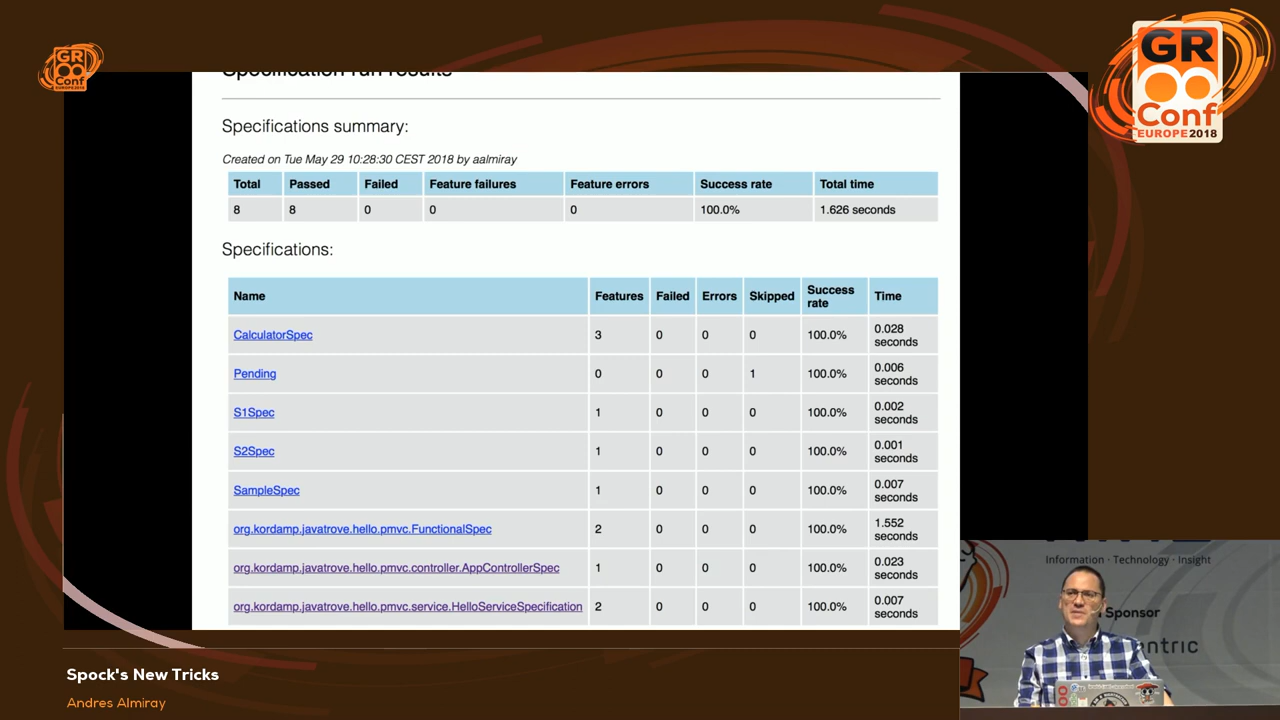 GR
Conf
EUROPE 2018
GR
Conf
EUROPE 2018
Specification run results
Specifications summary:
Created on Tue May 29 10:28:30 CEST 2018 by aalmiray
Total Passed Failed Feature failures Feature errors Success rate Total time
8 8 0 0 0 100.0% 1.626 seconds
Specifications:
Name Features Failed Errors Skipped Success rate Time
CalculatorSpec 3 0 0 0 100.0% 0.028 seconds
Pending 0 0 0 1 100.0% 0.006 seconds
S1Spec 1 0 0 0 100.0% 0.002 seconds
S2Spec 1 0 0 0 100.0% 0.001 seconds
SampleSpec 1 0 0 0 100.0% 0.007 seconds
org.kordamp.javatrove.hello.pmvc.FunctionalSpec 2 0 0 0 100.0% 1.552 seconds
org.kordamp.javatrove.hello.pmvc.controller.AppControllerSpec 1 0 0 0 100.0% 0.023 seconds
org.kordamp.javatrove.hello.pmvc.service.HelloServiceSpecification 2 0 0 0 100.0% 0.007 seconds
Information · Technology · Insight
Sponsor
ntric
Spock's New Tricks
Andres Almiray